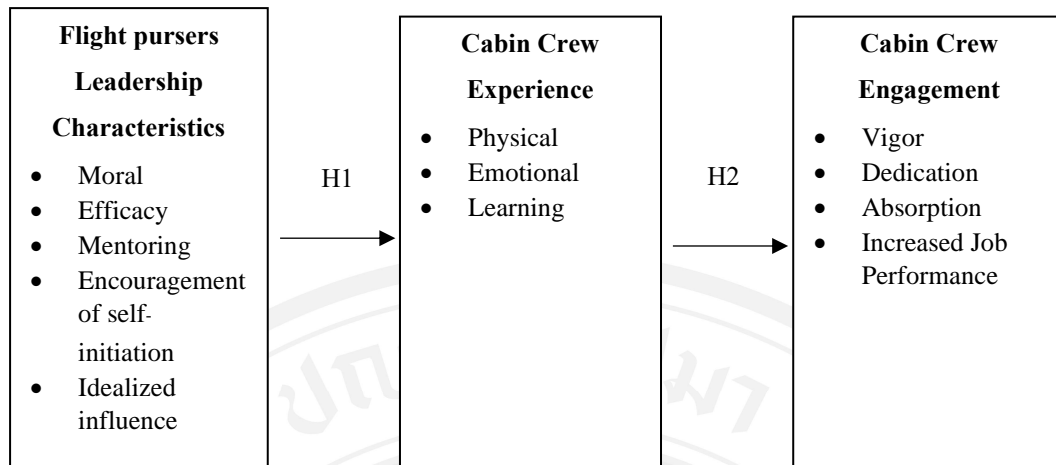 Flight pursers
Leadership
Characteristics
• Moral
• Efficacy
• Mentoring
• Encouragement
of self-
initiation
• Idealized
influence
H1
Cabin Crew
Experience
• Physical
• Emotional
• Learning
H2
Cabin Crew
Engagement
• Vigor
• Dedication
• Absorption
• Increased Job
Performance